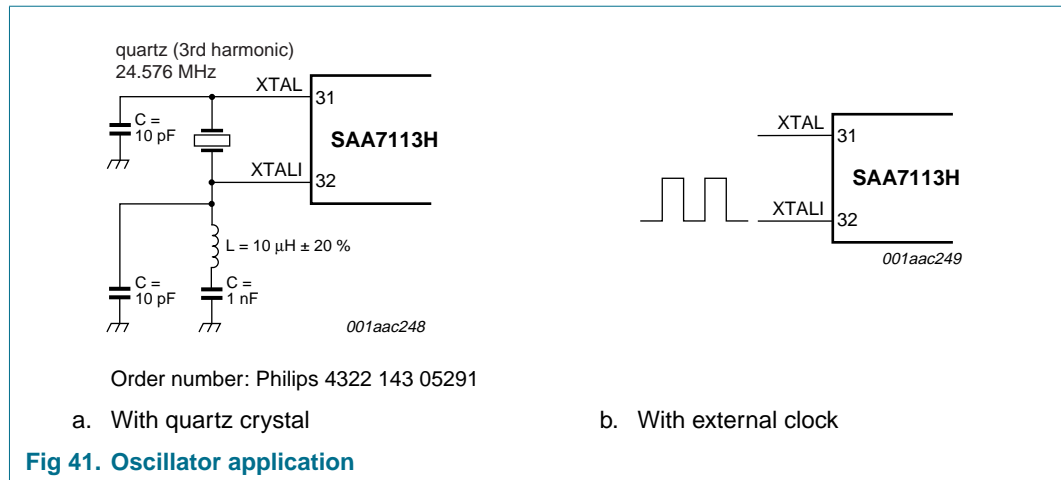 quartz (3rd harmonic)
24.576 MHz
XTAL
31
C =
10 pF
SAA7113H
XTALI
32
L = 10 μH ± 20 %
C =
10 pF
C =
1 nF
001aac248
Order number: Philips 4322 143 05291
a. With quartz crystal
XTAL
31
SAA7113H
XTALI
32
001aac249
b. With external clock
Fig 41. Oscillator application